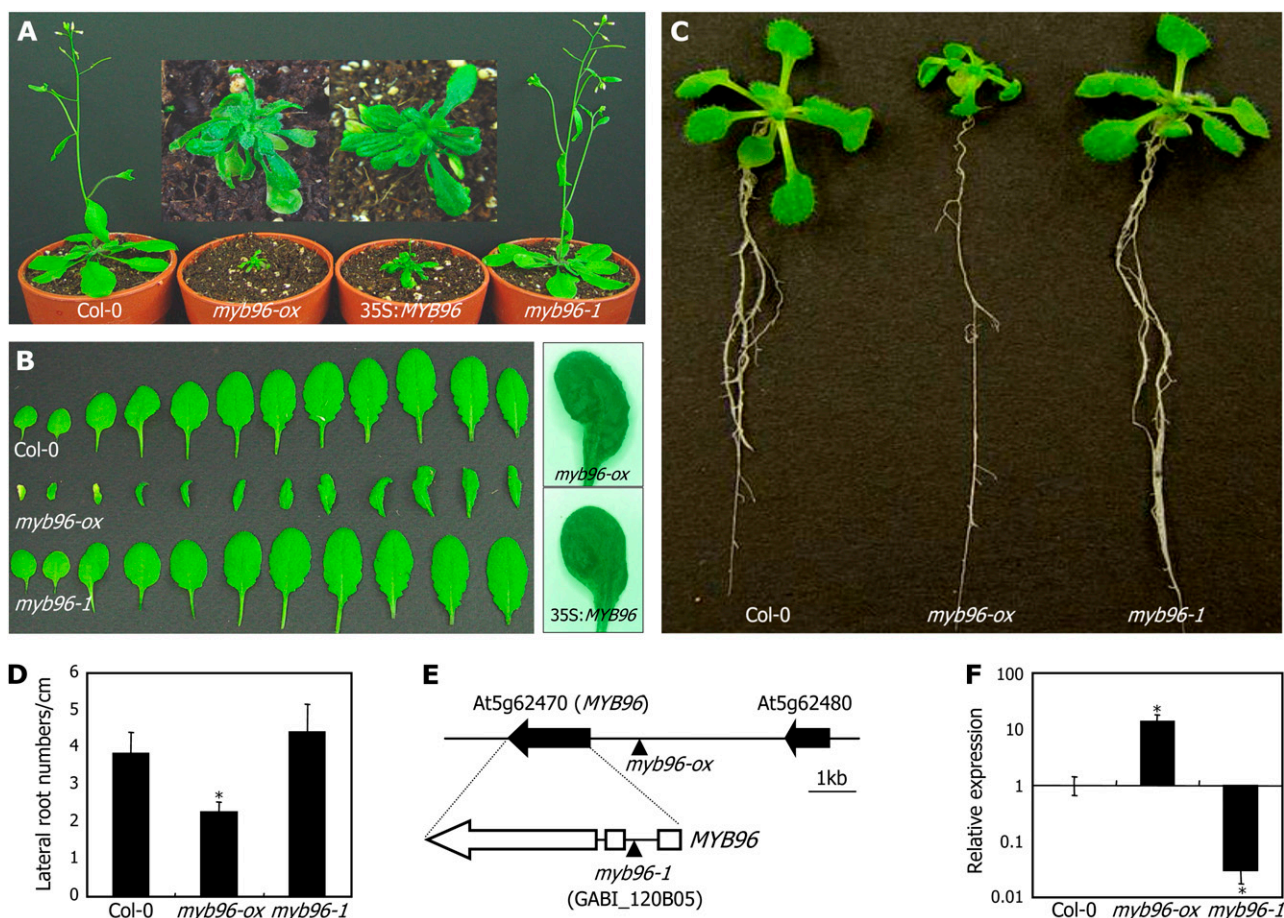 A
Col-0
myb96-ox
35S:MYB96
myb96-1
B
Col-0
myb96-ox
myb96-1
myb96-ox
35S:MYB96
C
Col-0
myb96-ox
myb96-1
D
Lateral root numbers/cm
6
5
4
3
2
1
0
*
Col-0
myb96-ox
myb96-1
E
At5g62470 (MYB96)
At5g62480
myb96-ox
1kb
MYB96
myb96-1
(GABI_120B05)
F
Relative expression
100
10
1
0.1
0.01
*
*
Col-0
myb96-ox
myb96-1